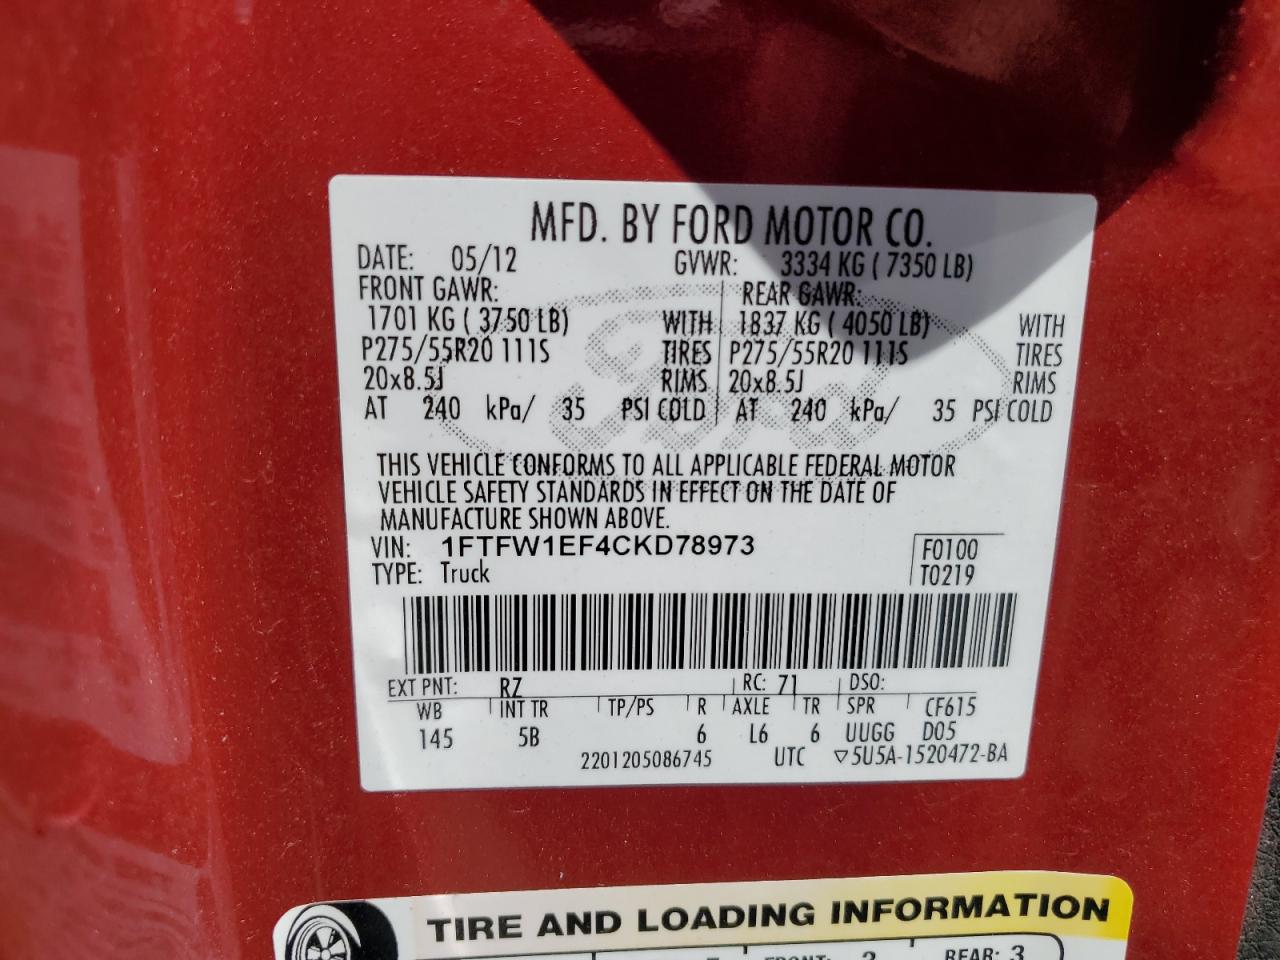 MFD. BY FORD MOTOR CO.
DATE: 05/12 GVWR: 3334 KG ( 7350 LB)
FRONT GAWR: REAR GAWR:
1701 KG ( 3750 LB) WITH 1837 KG ( 4050 LB) WITH
P275/55R20 111S TIRES P275/55R20 111S TIRES
20x8.5J RIMS 20x8.5J RIMS
AT 240 kPa/ 35 PSI COLD AT 240 kPa/ 35 PSI COLD
Ford
THIS VEHICLE CONFORMS TO ALL APPLICABLE FEDERAL MOTOR
VEHICLE SAFETY STANDARDS IN EFFECT ON THE DATE OF
MANUFACTURE SHOWN ABOVE.
VIN: 1FTFW1EF4CKD78973 F0100
TYPE: Truck T0219
EXT PNT: RZ RC: 71 DSO:
WB INT TR TP/PS R AXLE TR SPR CF615
145 5B 6 L6 6 UUGG D05
2201205086745 UTC ▽5U5A-1520472-BA
TIRE AND LOADING INFORMATION
FRONT: 2 REAR: 3